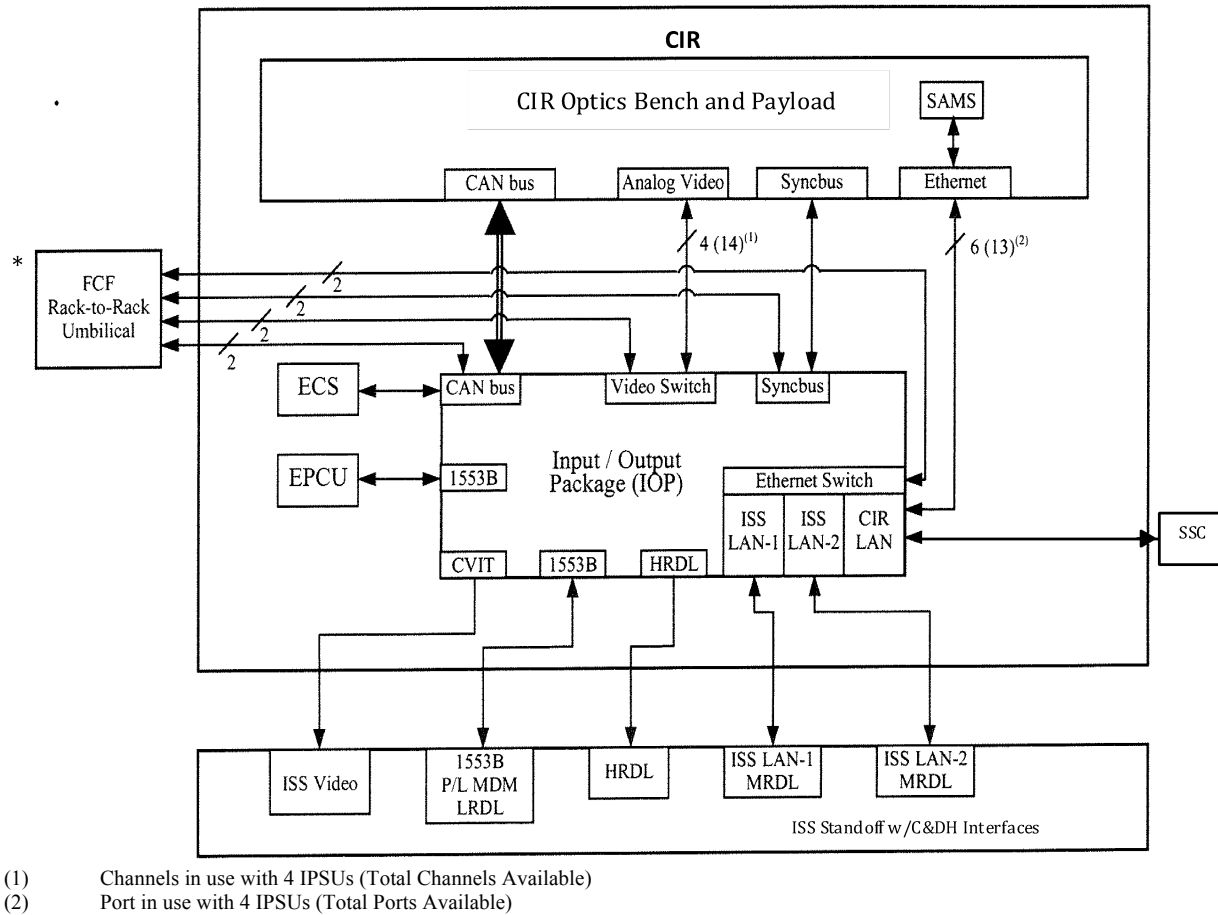 CIR
CIR Optics Bench and Payload
SAMS
CAN bus
Analog Video
Syncbus
Ethernet
4 (14)(1)
6 (13)(2)
*
FCF
Rack-to-Rack
Umbilical
2
2
2
2
ECS
CAN bus
Video Switch
Syncbus
EPCU
1553B
Input / Output
Package (IOP)
Ethernet Switch
ISS
LAN-1
ISS
LAN-2
CIR
LAN
SSC
CVIT
1553B
HRDL
ISS Video
1553B
P/L MDM
LRDL
HRDL
ISS LAN-1
MRDL
ISS LAN-2
MRDL
ISS Standoff w/C&DH Interfaces
(1) Channels in use with 4 IPSUs (Total Channels Available)
(2) Port in use with 4 IPSUs (Total Ports Available)